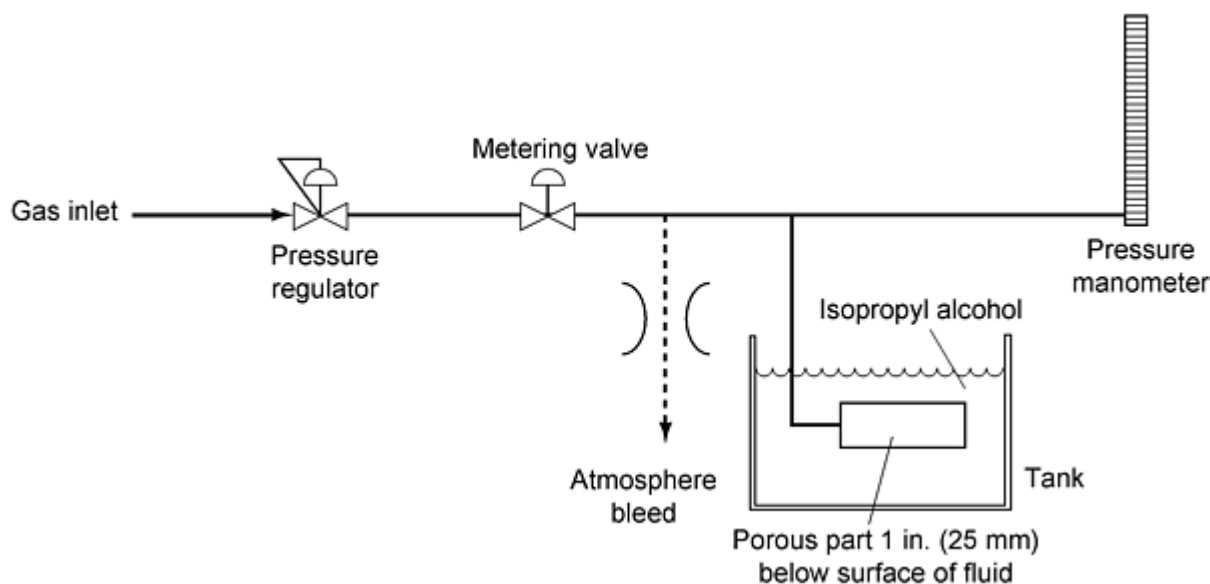 Metering valve
Gas inlet
Pressure
regulator
Pressure
manometer
Isopropyl alcohol
Atmosphere
bleed
Tank
Porous part 1 in. (25 mm)
below surface of fluid